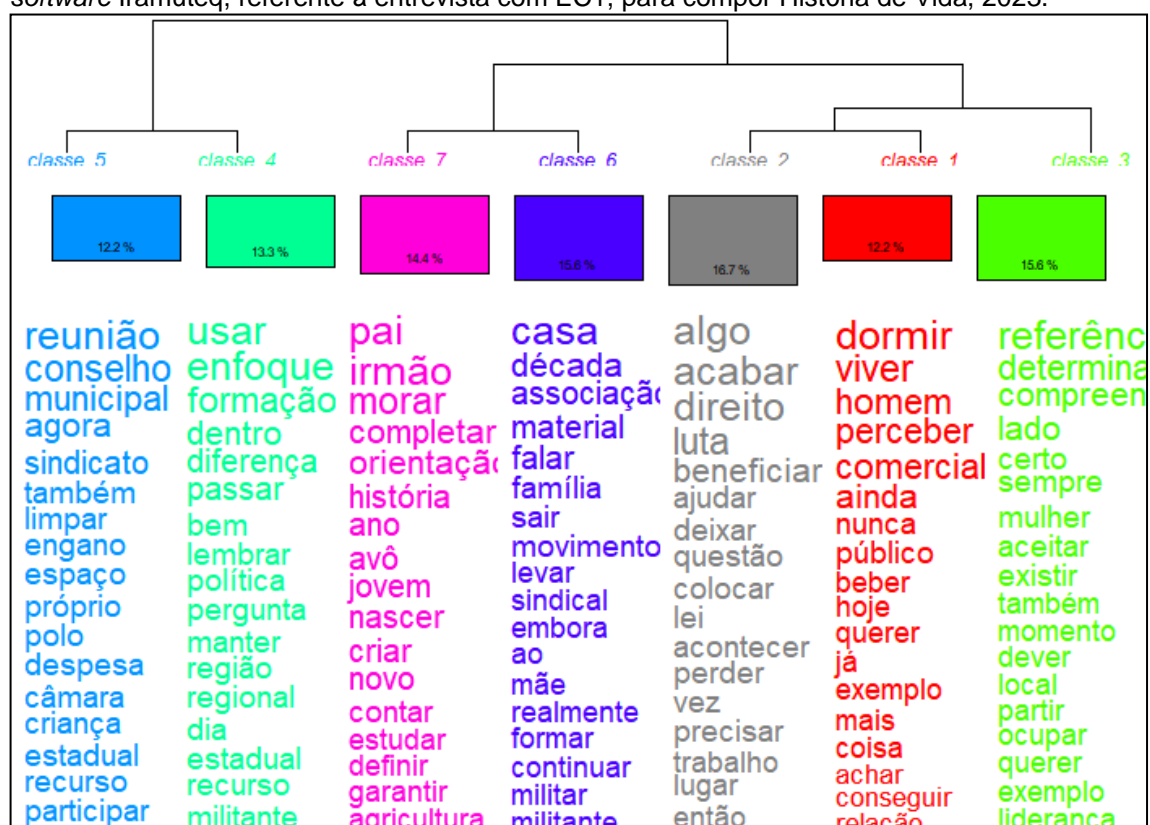 software Iramuteq, referente à entrevista com EC1, para compor História de Vida, 2023.
classe 5 classe 4 classe 7 classe 6 classe 2 classe 1 classe 3
12.2 % 13.3 % 14.4 % 15.6 % 16.7 % 12.2 % 15.6 %
reunião
conselho
municipal
agora
sindicato
também
limpar
engano
espaço
próprio
polo
despesa
câmara
criança
estadual
recurso
participar
usar
enfoque
formação
dentro
diferença
passar
bem
lembrar
política
pergunta
manter
região
regional
dia
estadual
recurso
militante
pai
irmão
morar
completar
orientaçã
história
ano
avô
jovem
nascer
criar
novo
contar
estudar
definir
garantir
agricultura
casa
década
associação
material
falar
família
sair
movimento
levar
sindical
embora
ao
mãe
realmente
formar
continuar
militar
militante
algo
acabar
direito
luta
beneficiar
ajudar
deixar
questão
colocar
lei
acontecer
perder
vez
precisar
trabalho
lugar
então
dormir
viver
homem
perceber
comercial
ainda
nunca
público
beber
hoje
querer
já
exemplo
mais
coisa
achar
conseguir
relação
referênc
determina
compreen
lado
certo
sempre
mulher
aceitar
existir
também
momento
dever
local
partir
ocupar
querer
exemplo
liderança